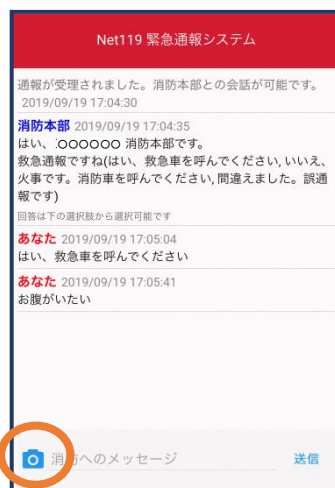 Net119 緊急通報システム
通報が受理されました。消防本部との会話が可能です。
2019/09/19 17:04:30
消防本部 2019/09/19 17:04:35
はい、○○○○○○ 消防本部です。
救急通報ですね(はい、救急車を呼んでください, いいえ、
火事です。消防車を呼んでください, 間違えました。誤通
報です)
回答は下の選択肢から選択可能です
あなた 2019/09/19 17:05:04
はい、救急車を呼んでください
あなた 2019/09/19 17:05:41
お腹がいたい
消防へのメッセージ 送信